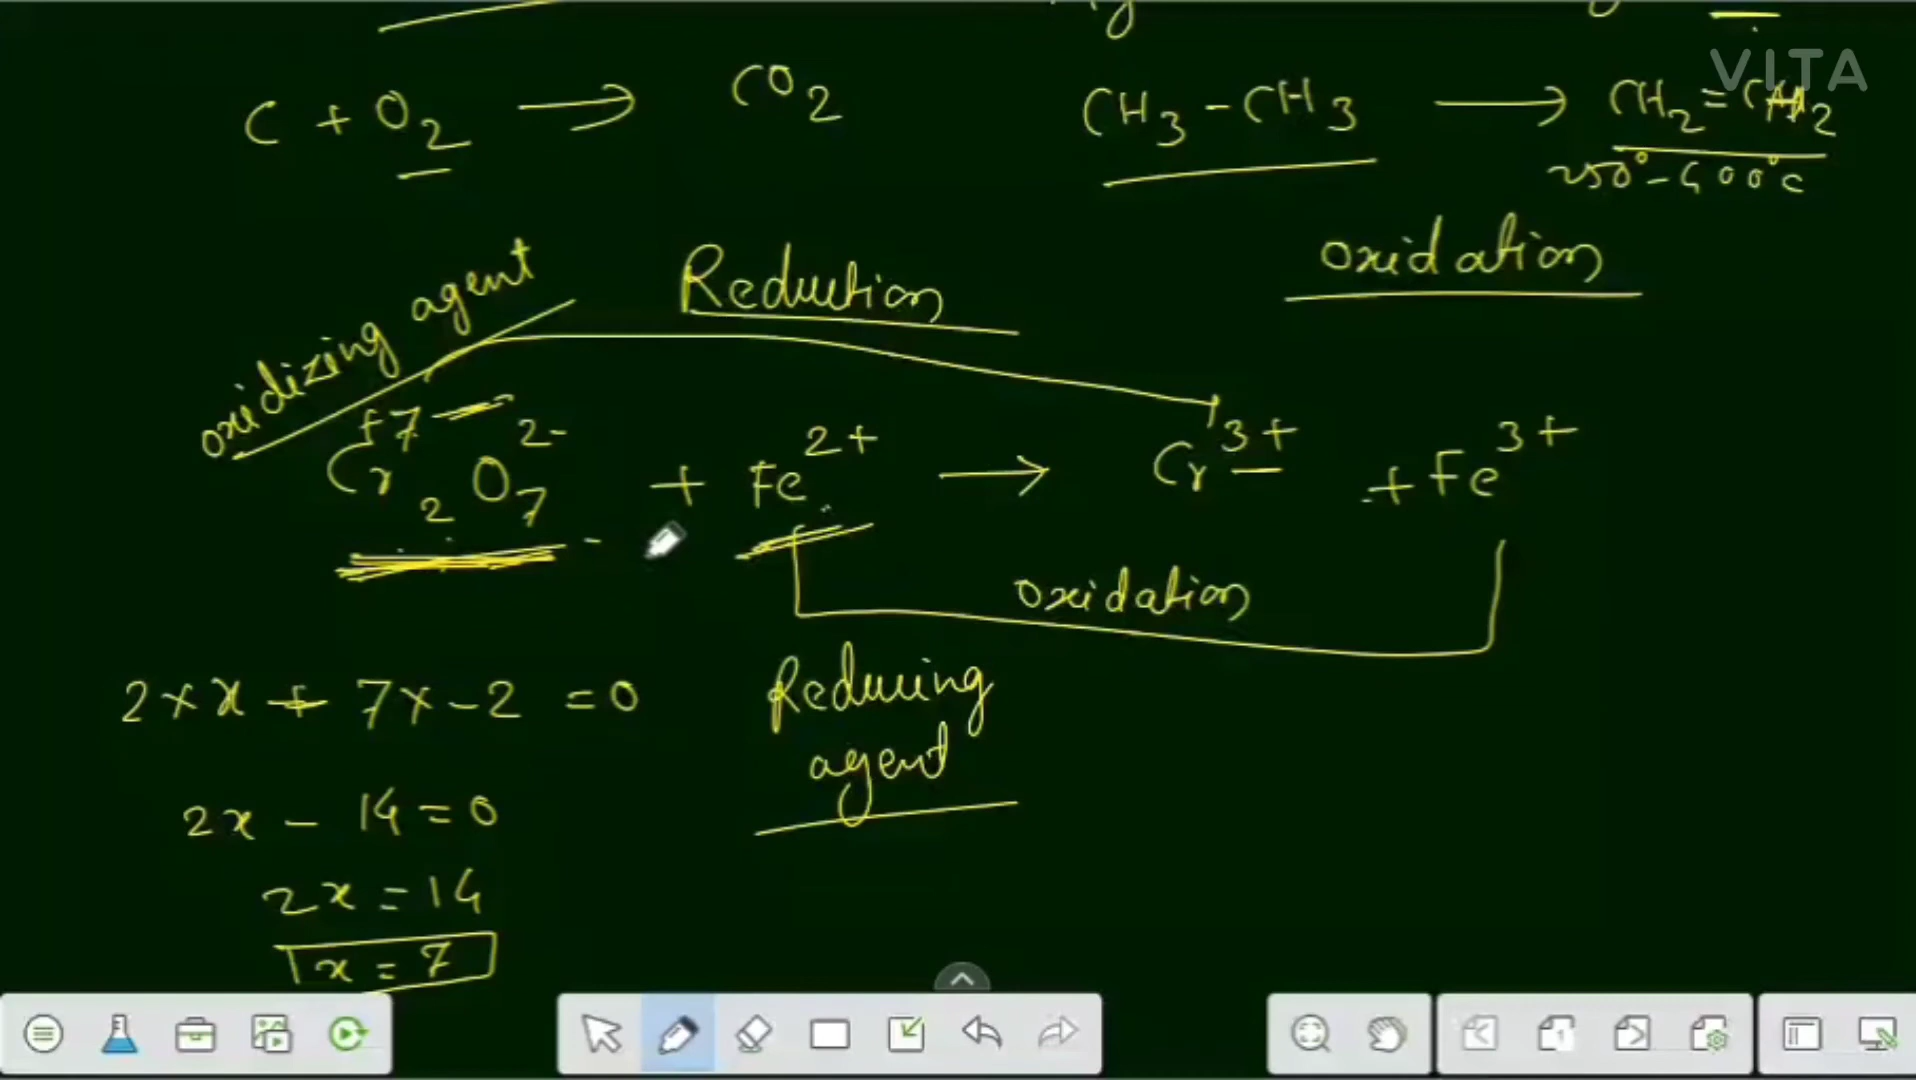 VITA
C + O2 → CO2
CH3 - CH3 → CH2 = CH2
250° - 600°C
oxidation
Reduction
oxidizing agent
+7
Cr2O7 2- + Fe 2+ → Cr 3+ + Fe 3+
oxidation
2 × x + 7 × -2 = 0
Reducing
agent
2x - 14 = 0
2x = 14
x = 7
1